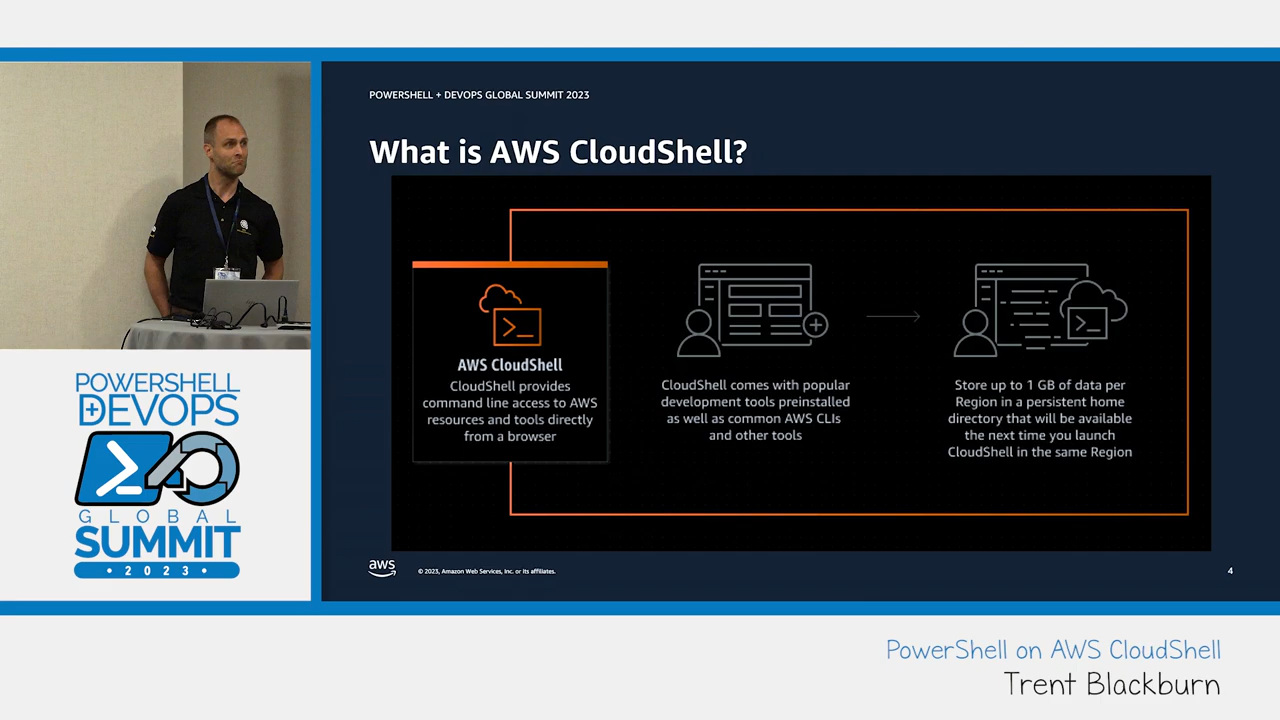 POWERSHELL + DEVOPS GLOBAL SUMMIT 2023
What is AWS CloudShell?
AWS CloudShell
CloudShell provides
command line access to AWS
resources and tools directly
from a browser
CloudShell comes with popular
development tools preinstalled
as well as common AWS CLIs
and other tools
Store up to 1 GB of data per
Region in a persistent home
directory that will be available
the next time you launch
CloudShell in the same Region
aws
© 2023, Amazon Web Services, Inc. or its affiliates.
4
POWERSHELL
+DEVOPS
GLOBAL
SUMMIT
• 2023 •
PowerShell on AWS CloudShell
Trent Blackburn